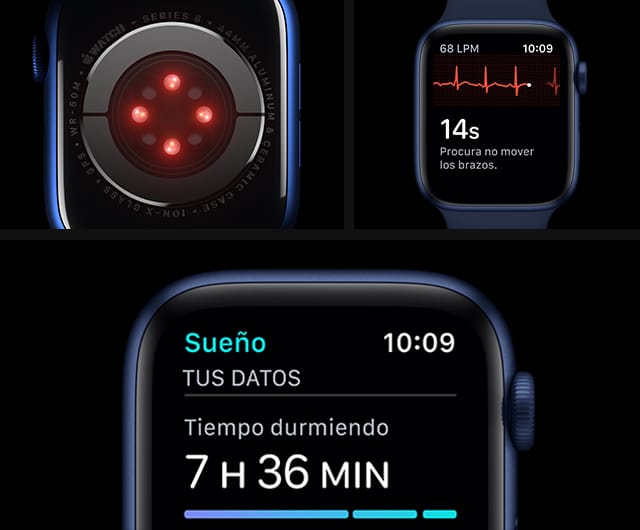 WATCH • SERIES 6 • 44MM ALUMINUM & CERAMIC CASE • ION-X GLASS • GPS • WR-50M •
68 LPM 10:09
14s
Procura no mover
los brazos.
Sueño 10:09
TUS DATOS
Tiempo durmiendo
7 H 36 MIN